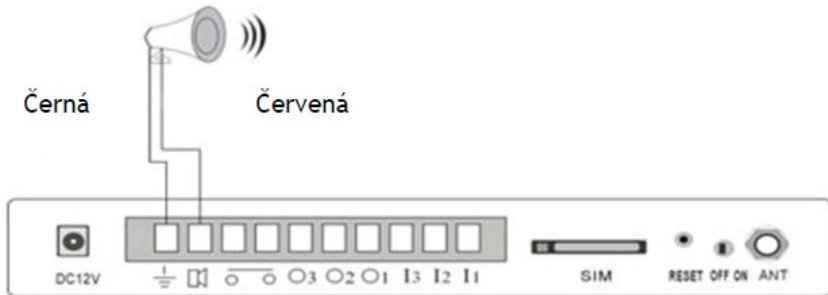 Černá Červená
DC12V O3 O2 O1 I3 I2 I1 SIM RESET OFF ON ANT